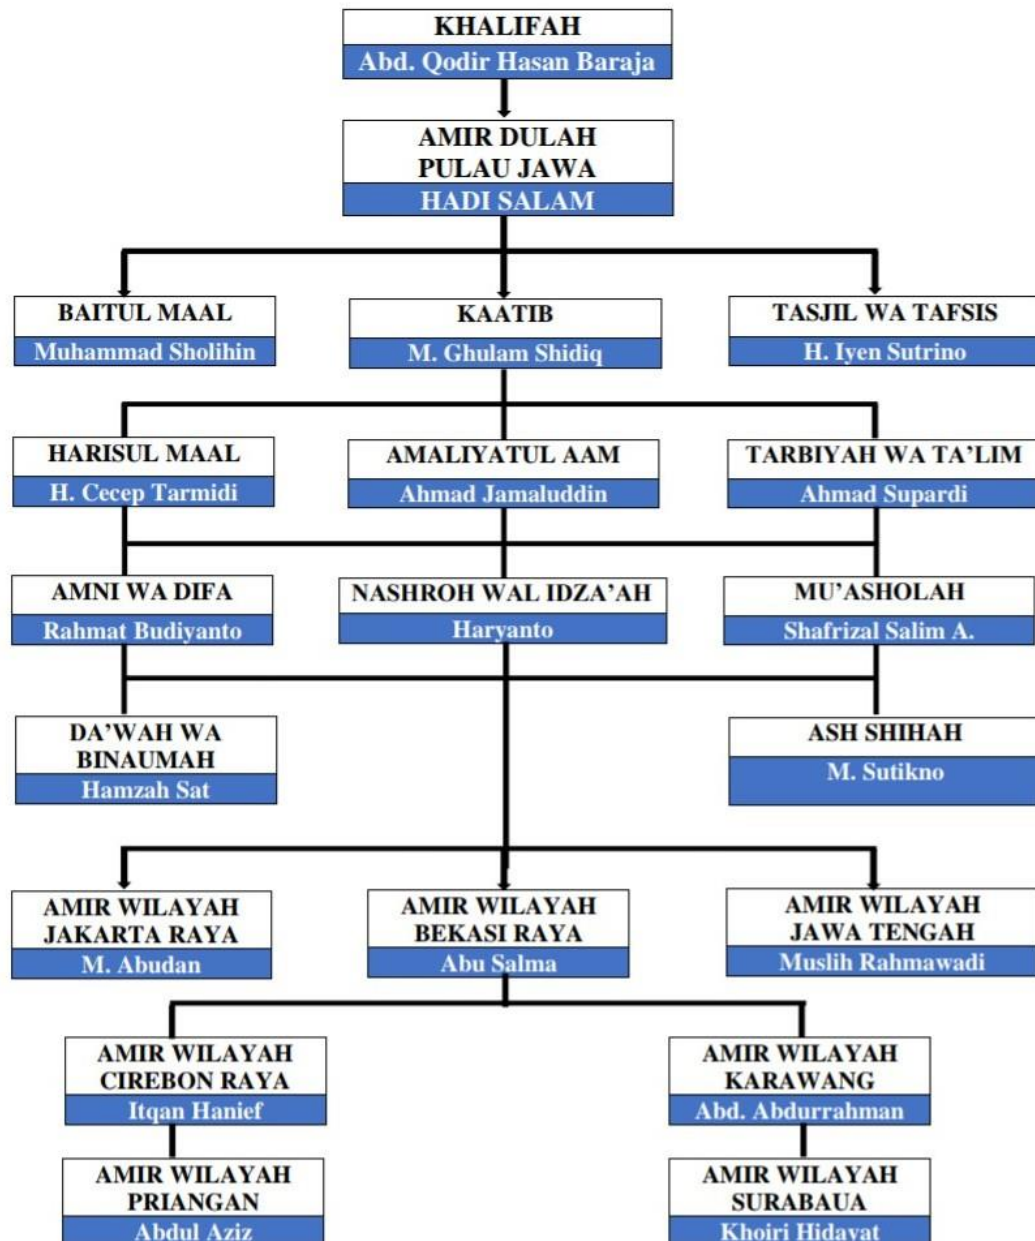 KHALIFAH
Abd. Qodir Hasan Baraja
AMIR DULAH
PULAU JAWA
HADI SALAM
BAITUL MAAL
Muhammad Sholihin
KAATIB
M. Ghulam Shidiq
TASJIL WA TAFSIS
H. Iyen Sutrino
HARISUL MAAL
H. Cecep Tarmidi
AMALIYATUL AAM
Ahmad Jamaluddin
TARBIYAH WA TA’LIM
Ahmad Supardi
AMNI WA DIFA
Rahmat Budiyanto
NASHROH WAL IDZA’AH
Haryanto
MU’ASHOLAH
Shafrizal Salim A.
DA’WAH WA
BINAUMAH
Hamzah Sat
ASH SHIHAH
M. Sutikno
AMIR WILAYAH
JAKARTA RAYA
M. Abudan
AMIR WILAYAH
BEKASI RAYA
Abu Salma
AMIR WILAYAH
JAWA TENGAH
Muslih Rahmawadi
AMIR WILAYAH
CIREBON RAYA
Itqan Hanief
AMIR WILAYAH
KARAWANG
Abd. Abdurrahman
AMIR WILAYAH
PRIANGAN
Abdul Aziz
AMIR WILAYAH
SURABAUA
Khoiri Hidayat